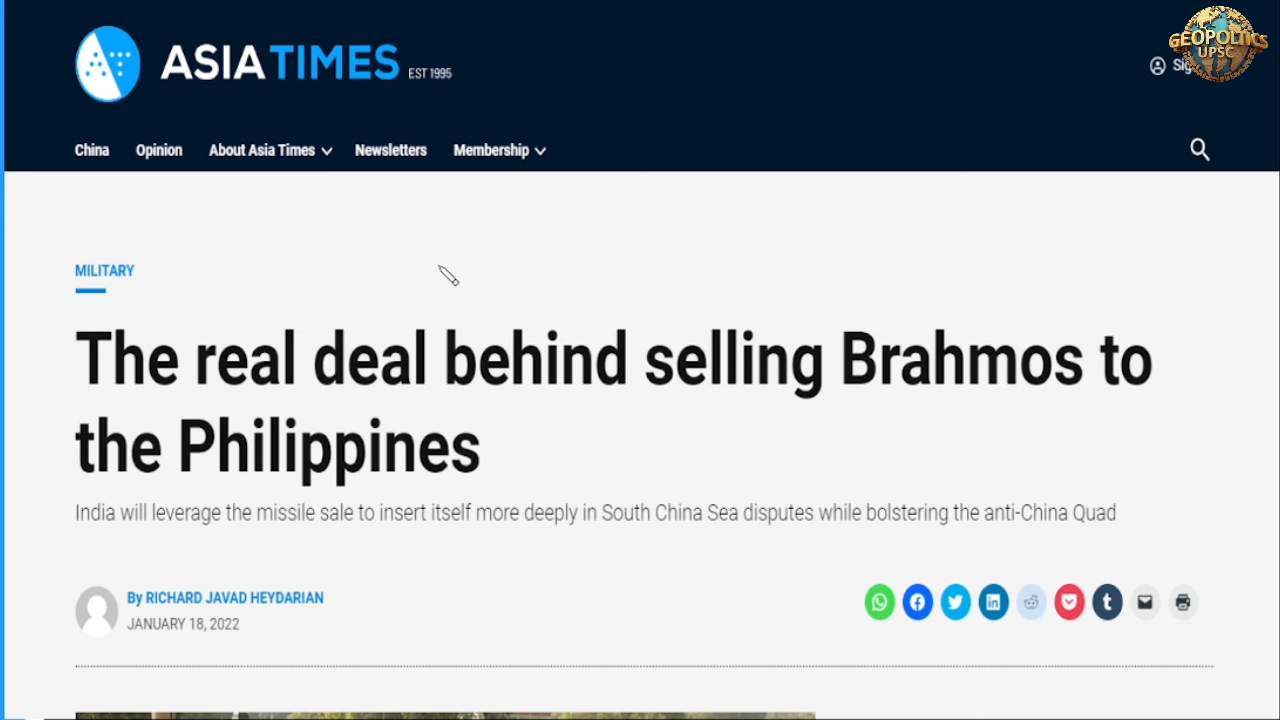 ASIA TIMES EST 1995
GEOPOLITICS
UPSC
China Opinion About Asia Times Newsletters Membership
MILITARY
The real deal behind selling Brahmos to
the Philippines
India will leverage the missile sale to insert itself more deeply in South China Sea disputes while bolstering the anti-China Quad
By RICHARD JAVAD HEYDARIAN
JANUARY 18, 2022